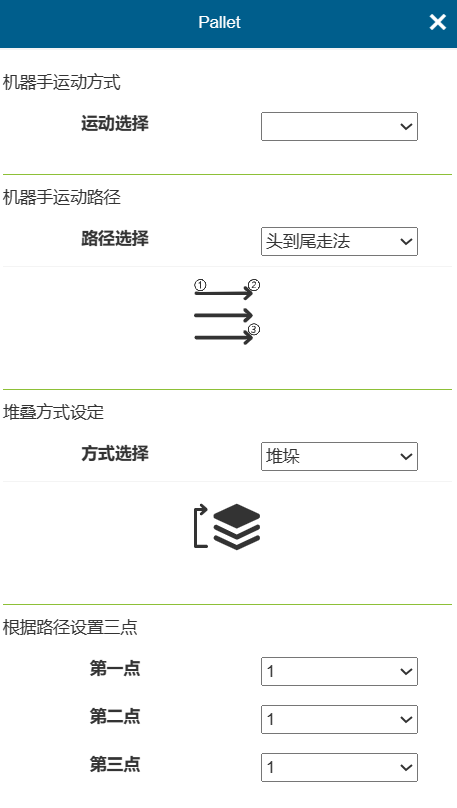 Pallet
机器手运动方式
运动选择
机器手运动路径
路径选择 头到尾走法
① ②
③
堆叠方式设定
方式选择 堆垛
根据路径设置三点
第一点 1
第二点 1
第三点 1